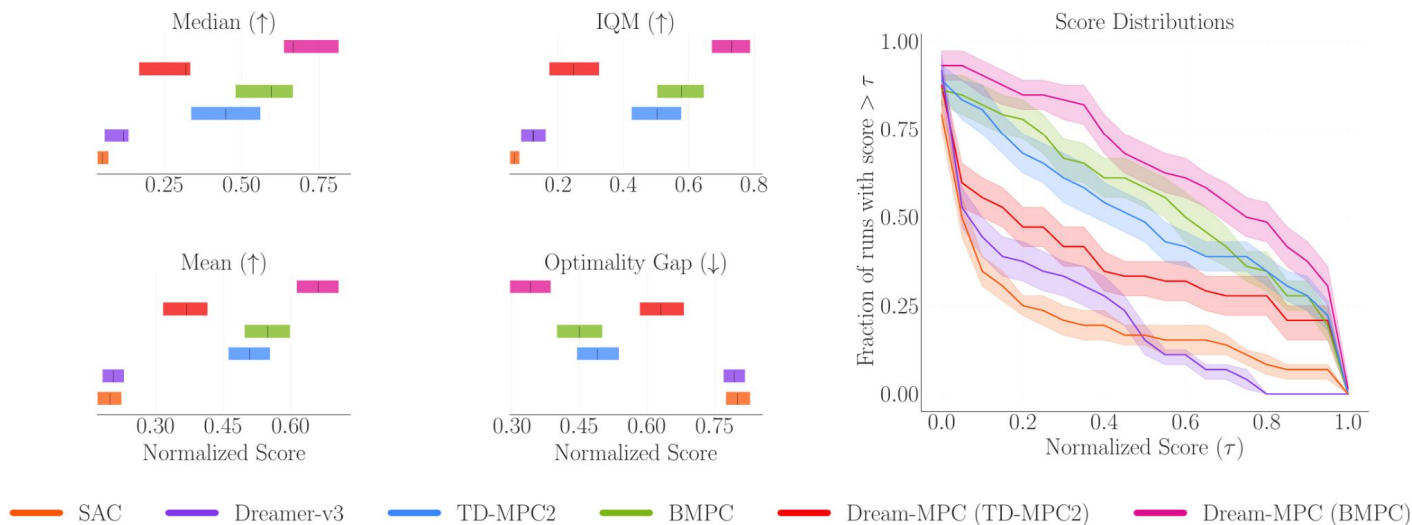 Median (↑)
0.25 0.50 0.75
IQM (↑)
0.2 0.4 0.6 0.8
Mean (↑)
0.30 0.45 0.60
Normalized Score
Optimality Gap (↓)
0.30 0.45 0.60 0.75
Normalized Score
Score Distributions
Fraction of runs with score > τ
1.00
0.75
0.50
0.25
0.00
0.0 0.2 0.4 0.6 0.8 1.0
Normalized Score (τ)
SAC Dreamer-v3 TD-MPC2 BMPC Dream-MPC (TD-MPC2) Dream-MPC (BMPC)